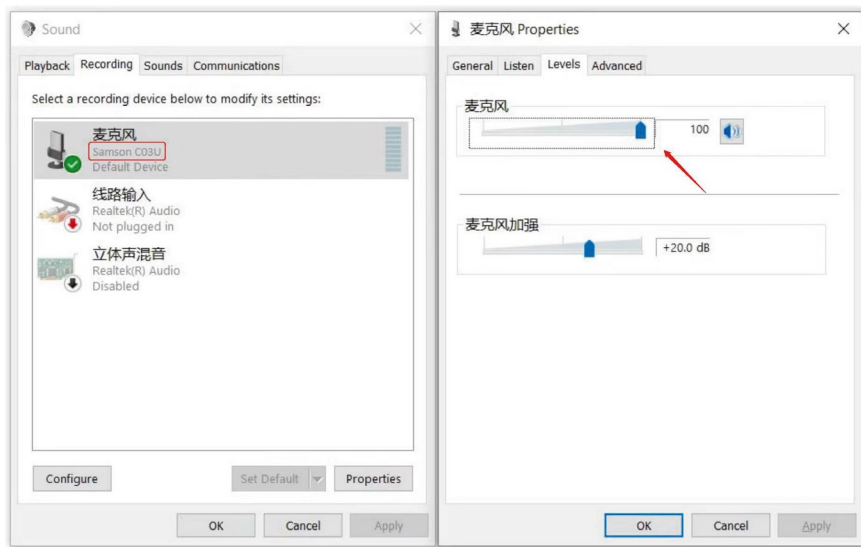 Sound
Playback Recording Sounds Communications
Select a recording device below to modify its settings:
麦克风
Samson C03U
Default Device
线路输入
Realtek(R) Audio
Not plugged in
立体声混音
Realtek(R) Audio
Disabled
Configure
Set Default
Properties
OK
Cancel
Apply
麦克风 Properties
General Listen Levels Advanced
麦克风
100
麦克风加强
+20.0 dB
OK
Cancel
Apply